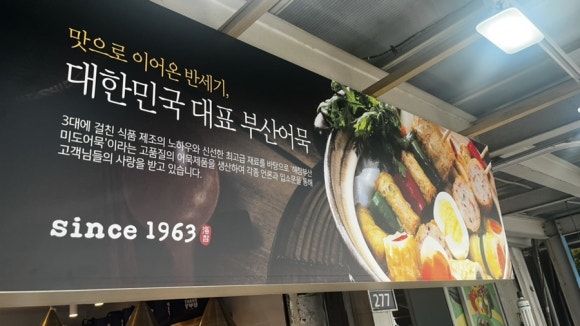 맛으로 이어온 반세기,
대한민국 대표 부산어묵
3대에 걸친 식품 제조의 노하우와 신선한 최고급 재료를 바탕으로 '해청부산
미도어묵'이라는 고품질의 어묵제품을 생산하여 각종 언론과 입소문을 통해
고객님들의 사랑을 받고 있습니다.
since 1963
277